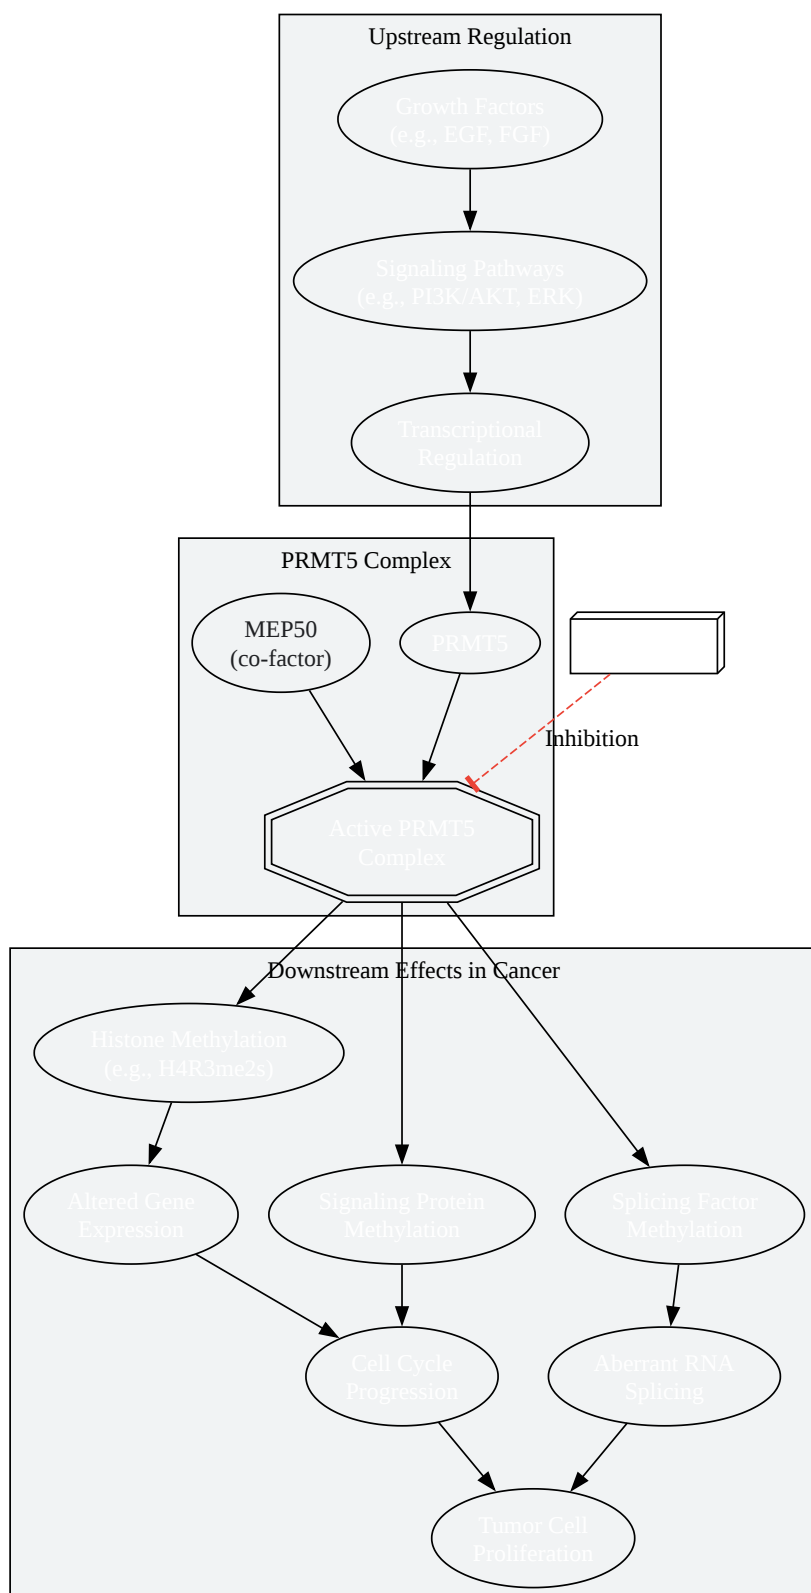 Upstream Regulation
Growth Factors
(e.g., EGF, FGF)
Signaling Pathways
(e.g., PI3K/AKT, ERK)
Transcriptional
Regulation
PRMT5 Complex
MEP50
(co-factor)
PRMT5
Inhibition
Active PRMT5
Complex
Downstream Effects in Cancer
Histone Methylation
(e.g., H4R3me2s)
Altered Gene
Expression
Signaling Protein
Methylation
Splicing Factor
Methylation
Cell Cycle
Progression
Aberrant RNA
Splicing
Tumor Cell
Proliferation